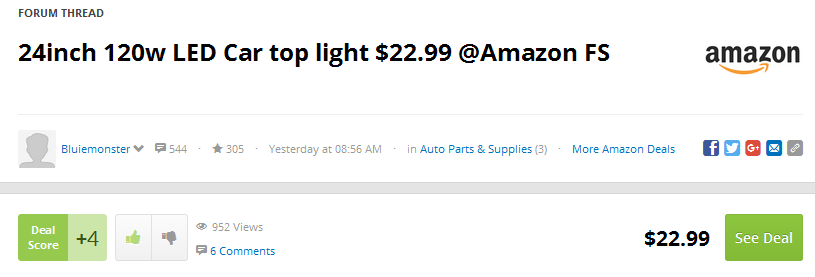 FORUM THREAD
24inch 120w LED Car top light $22.99 @Amazon FS
amazon
Bluiemonster 544 · 305 · Yesterday at 08:56 AM · in Auto Parts & Supplies (3) · More Amazon Deals
Deal Score +4
952 Views
6 Comments
$22.99
See Deal